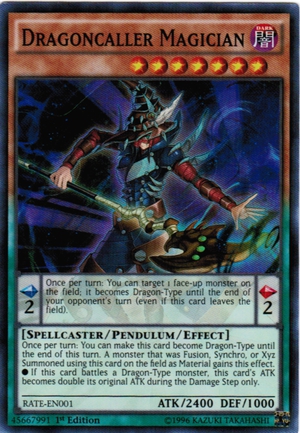 DRAGONCALLER MAGICIAN
DARK
闇
Once per turn: You can target 1 face-up monster on
the field; it becomes Dragon-Type until the end of
your opponent's turn (even if this card leaves the
field).
2
2
[SPELLCASTER/PENDULUM/EFFECT]
Once per turn: You can make this card become Dragon-Type until
the end of this turn. A monster that was Fusion, Synchro, or Xyz
Summoned using this card on the field as Material gains this effect.
● If this card battles a Dragon-Type monster, this card's ATK
becomes double its original ATK during the Damage Step only.
RATE-EN001
ATK/2400 DEF/1000
45667991 1st Edition
©1996 KAZUKI TAKAHASHI